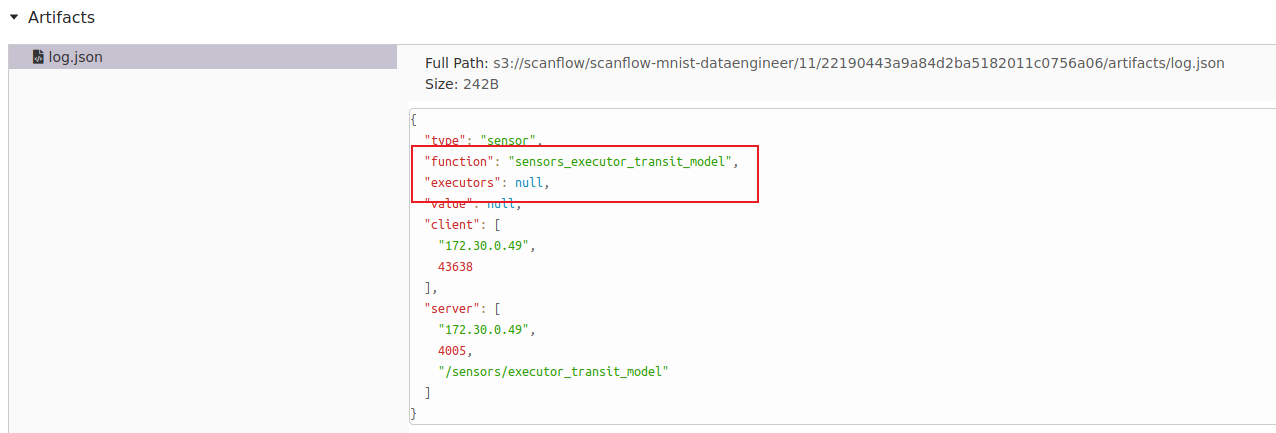 Artifacts
log.json
Full Path: s3://scanflow/scanflow-mnist-dataengineer/11/22190443a9a84d2ba5182011c0756a06/artifacts/log.json
Size: 242B
{
"type": "sensor",
"function": "sensors_executor_transit_model",
"executors": null,
"value": null,
"client": [
"172.30.0.49",
43638
],
"server": [
"172.30.0.49",
4005,
"/sensors/executor_transit_model"
]
}